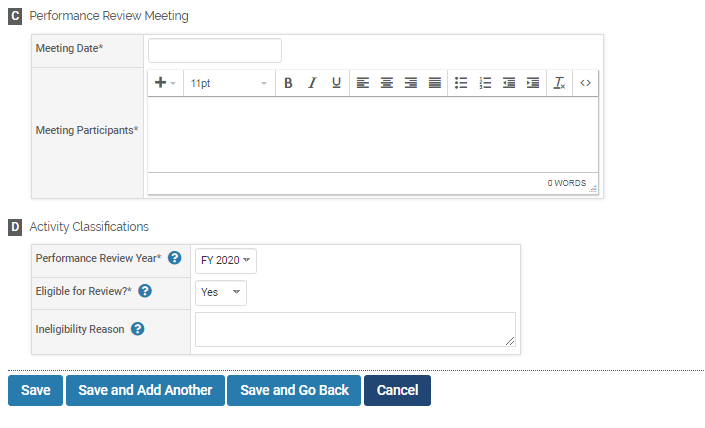 C Performance Review Meeting
Meeting Date*
11pt B I U Tx <>
Meeting Participants*
0 WORDS
D Activity Classifications
Performance Review Year* ? FY 2020
Eligible for Review?* ? Yes
Ineligibility Reason ?
Save Save and Add Another Save and Go Back Cancel